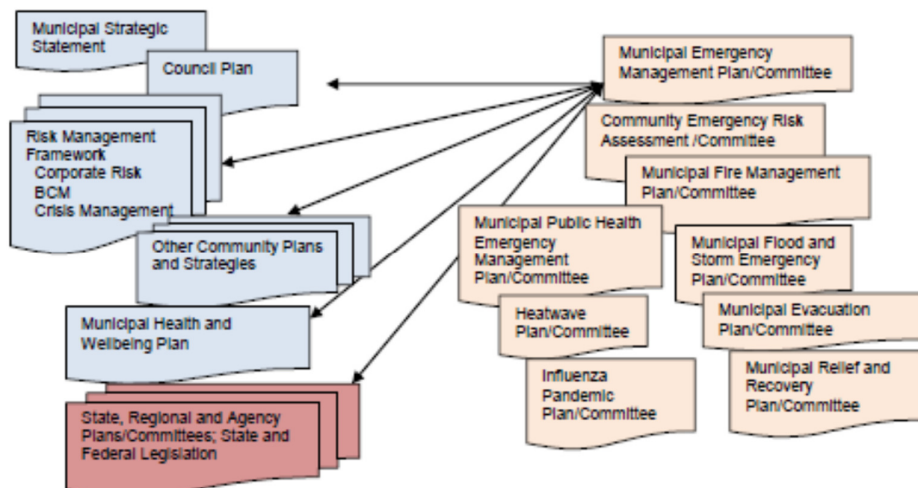 Municipal Strategic
Statement
Council Plan
Risk Management
Framework
Corporate Risk
BCM
Crisis Management
Other Community Plans
and Strategies
Municipal Health and
Wellbeing Plan
State, Regional and Agency
Plans/Committees; State and
Federal Legislation
Municipal Emergency
Management Plan/Committee
Community Emergency Risk
Assessment /Committee
Municipal Fire Management
Plan/Committee
Municipal Public Health
Emergency
Management
Plan/Committee
Municipal Flood and
Storm Emergency
Plan/Committee
Heatwave
Plan/Committee
Municipal Evacuation
Plan/Committee
Influenza
Pandemic
Plan/Committee
Municipal Relief and
Recovery
Plan/Committee